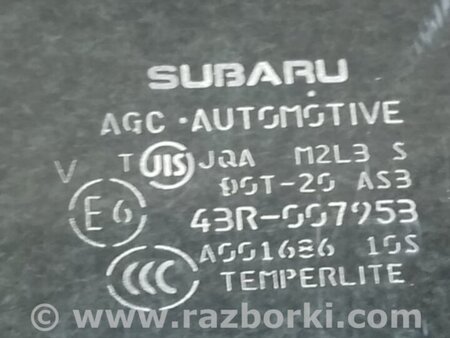 SUBARU
AGC • AUTOMOTIVE
V T JIS JQA M2L3 S
DOT-20 AS3
E6 43R-007953
A001686 10S
CCC TEMPERLITE
© www.razborki.com